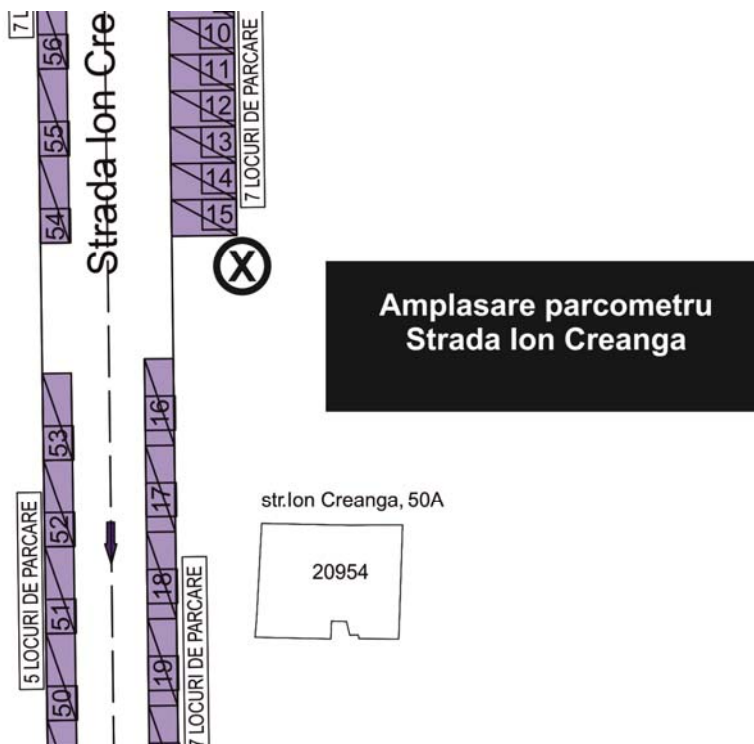 7 L
56
55
54
Strada Ion Cre
10
11
12
13
14
15
7 LOCURI DE PARCARE
X
Amplasare parcometru
Strada Ion Creanga
53
52
51
50
5 LOCURI DE PARCARE
16
17
18
19
7 LOCURI DE PARCARE
str.Ion Creanga, 50A
20954